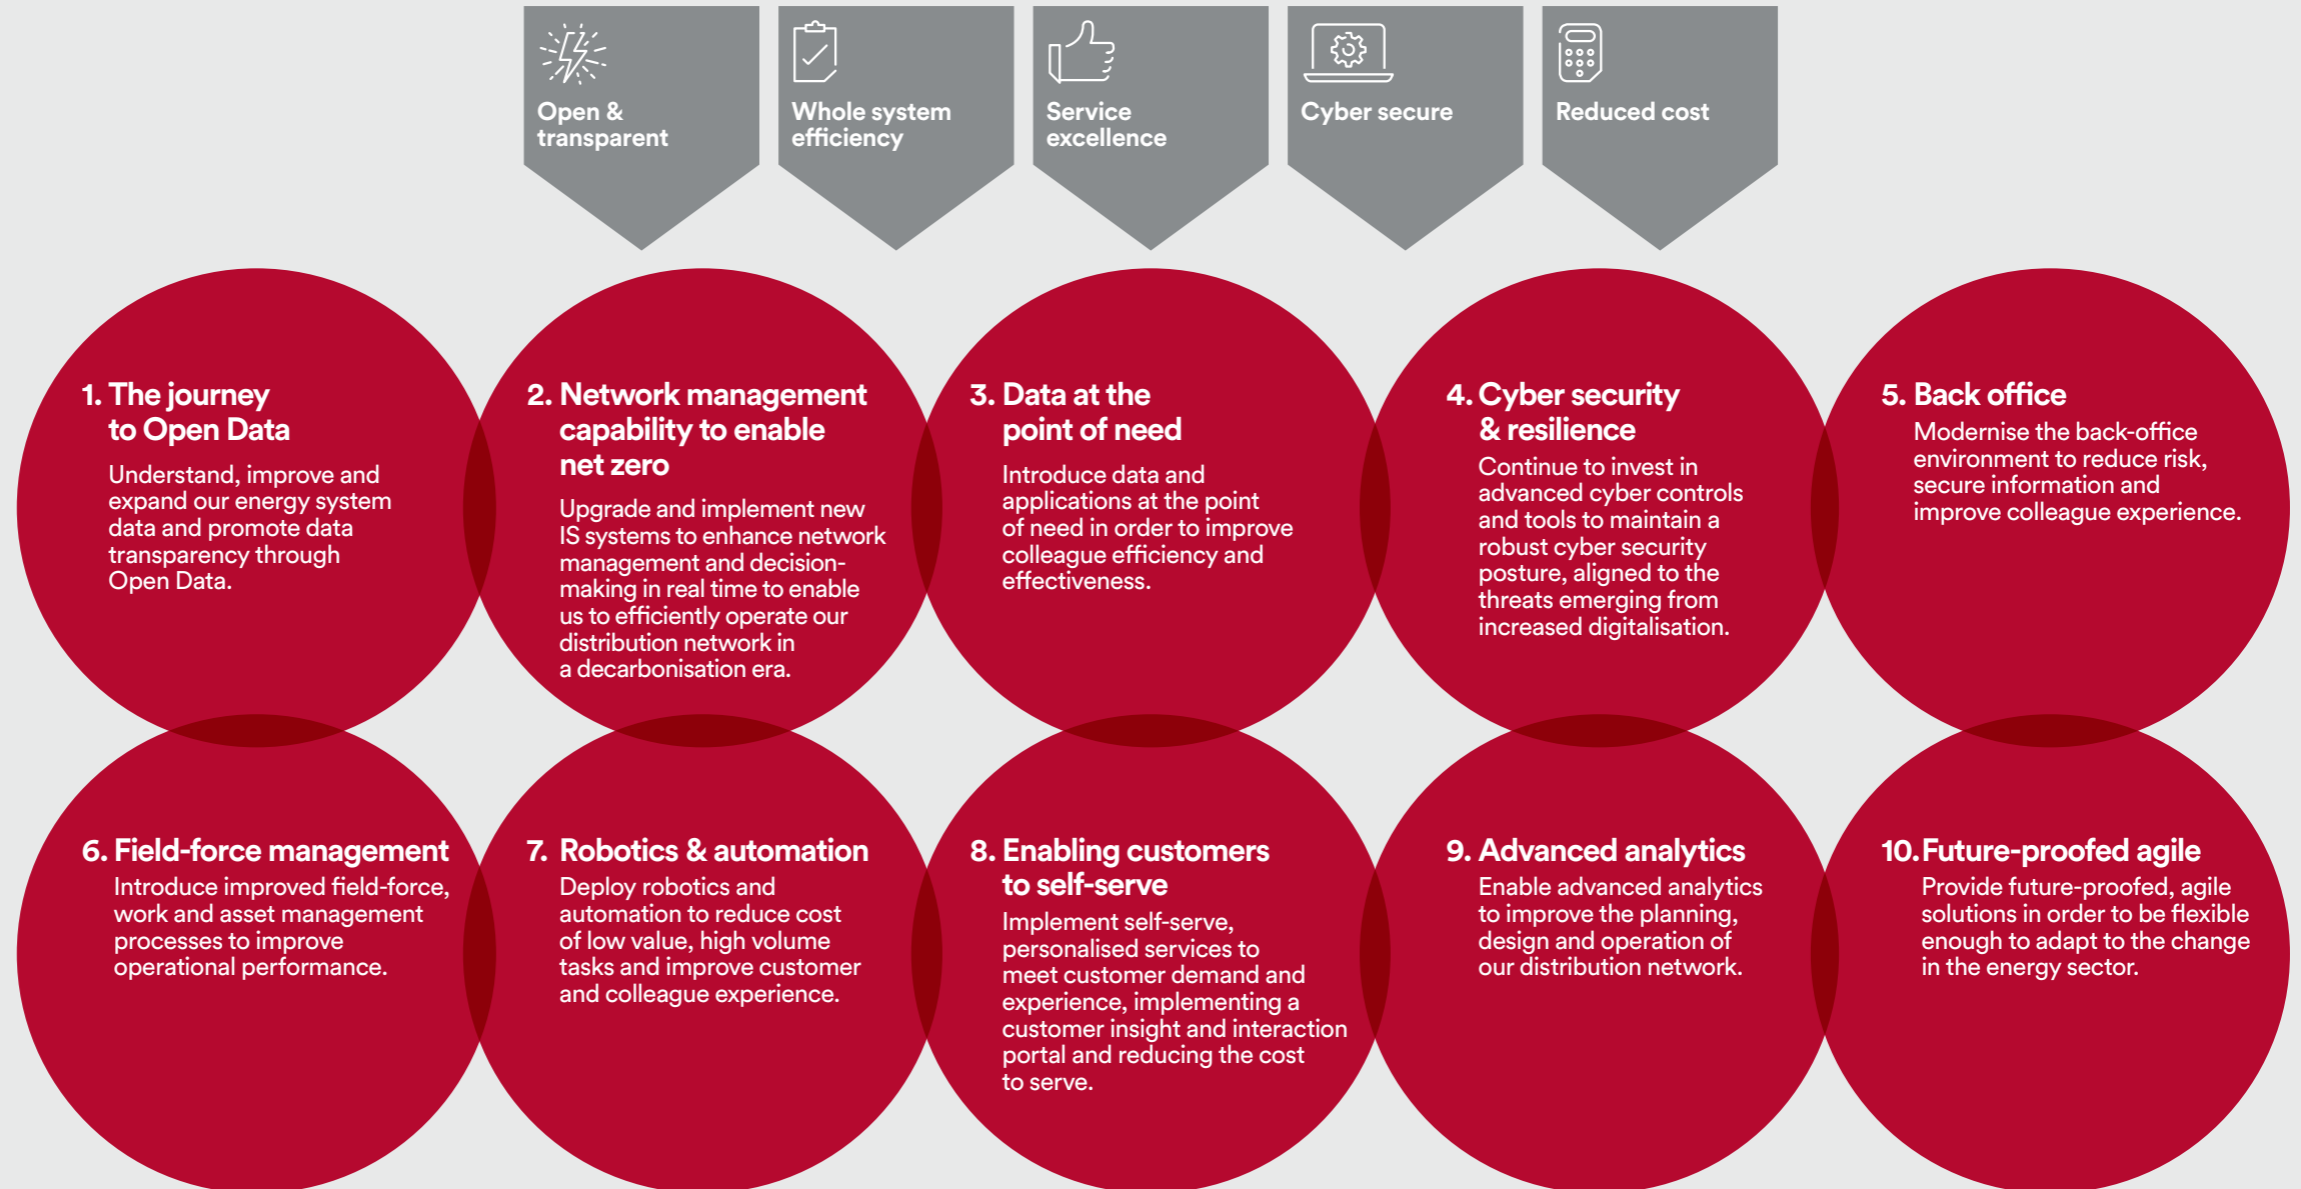 Open &
transparent
Whole system
efficiency
Service
excellence
Cyber secure
Reduced cost
1. The journey
to Open Data
Understand, improve and
expand our energy system
data and promote data
transparency through
Open Data.
2. Network management
capability to enable
net zero
Upgrade and implement new
IS systems to enhance network
management and decision-
making in real time to enable
us to efficiently operate our
distribution network in
a decarbonisation era.
3. Data at the
point of need
Introduce data and
applications at the point
of need in order to improve
colleague efficiency and
effectiveness.
4. Cyber security
& resilience
Continue to invest in
advanced cyber controls
and tools to maintain a
robust cyber security
posture, aligned to the
threats emerging from
increased digitalisation.
5. Back office
Modernise the back-office
environment to reduce risk,
secure information and
improve colleague experience.
6. Field-force management
Introduce improved field-force,
work and asset management
processes to improve
operational performance.
7. Robotics & automation
Deploy robotics and
automation to reduce cost
of low value, high volume
tasks and improve customer
and colleague experience.
8. Enabling customers
to self-serve
Implement self-serve,
personalised services to
meet customer demand and
experience, implementing a
customer insight and interaction
portal and reducing the cost
to serve.
9. Advanced analytics
Enable advanced analytics
to improve the planning,
design and operation of
our distribution network.
10. Future-proofed agile
Provide future-proofed, agile
solutions in order to be flexible
enough to adapt to the change
in the energy sector.